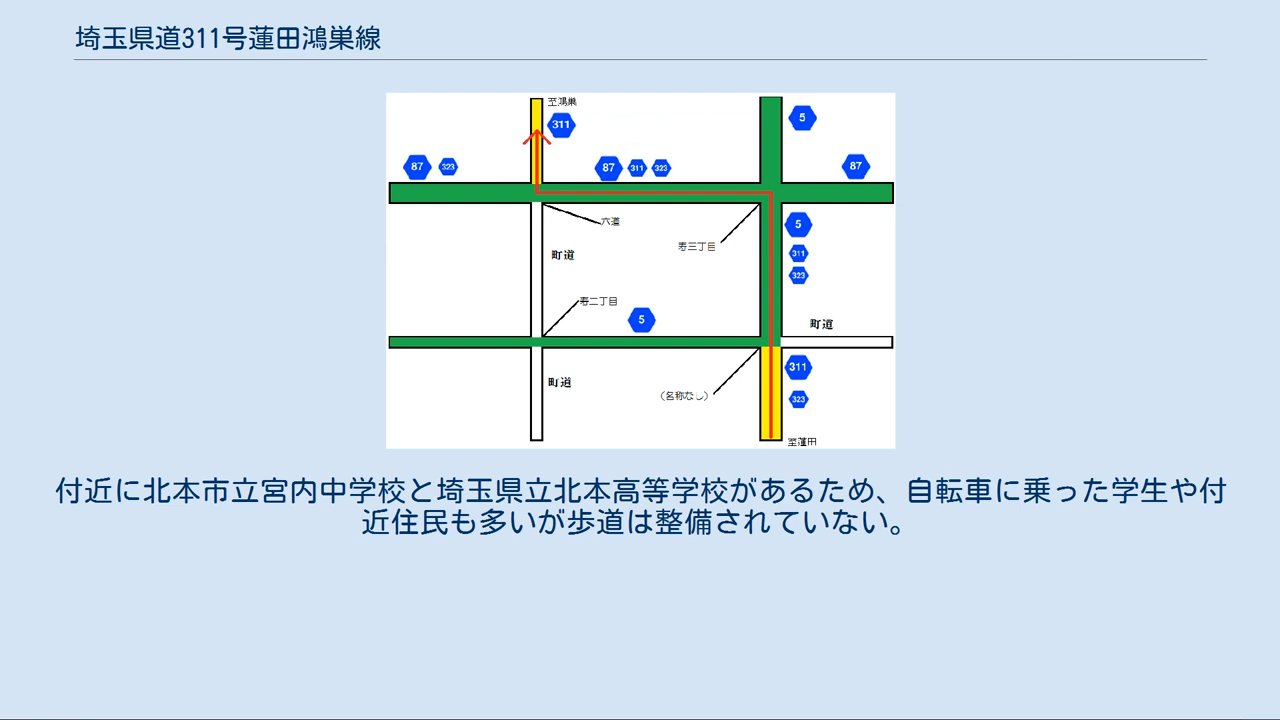 埼玉県道311号蓮田鴻巣線
至鴻巣
311
5
87
323
87
311
323
87
六道
5
寿三丁目
311
町道
323
寿二丁目
5
町道
311
町道
（名称なし）
323
至蓮田
付近に北本市立宮内中学校と埼玉県立北本高等学校があるため、自転車に乗った学生や付
近住民も多いが歩道は整備されていない。